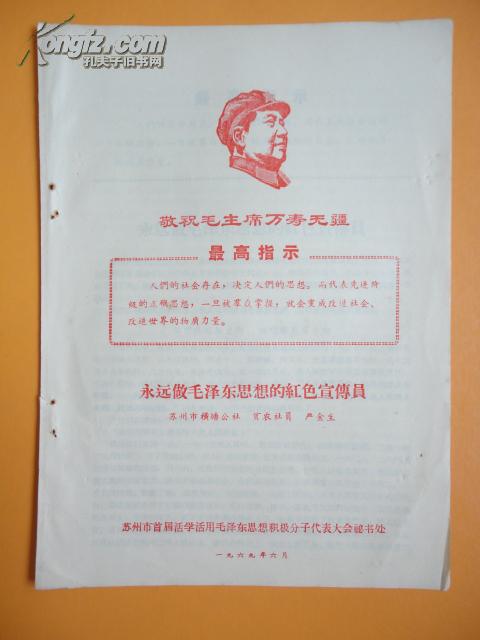 Kongfz.com
孔夫子旧书网
敬祝毛主席万寿无疆
最高指示
人們的社会存在，决定人們的思想。而代表先进阶
級的正确思想，一旦被羣众掌握，就会变成改造社会、
改造世界的物质力量。
永远做毛泽东思想的紅色宣傳員
苏州市橫塘公社 贫农社員 严金生
苏州市首届活学活用毛泽东思想积极分子代表大会祕书处
一九六九年六月